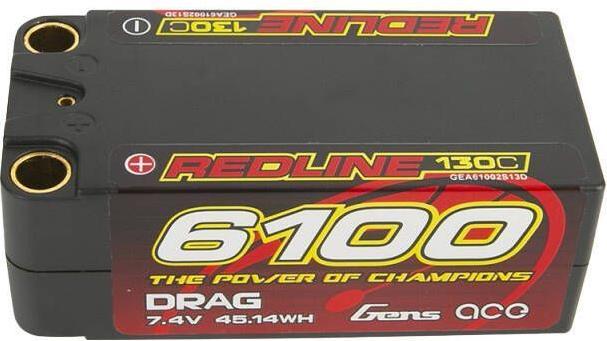 REDLINE 130C
GEA61002S13D
REDLINE 130C
GEA61002S13D
6100
THE POWER OF CHAMPIONS
DRAG
7.4V 45.14WH
Gens ace